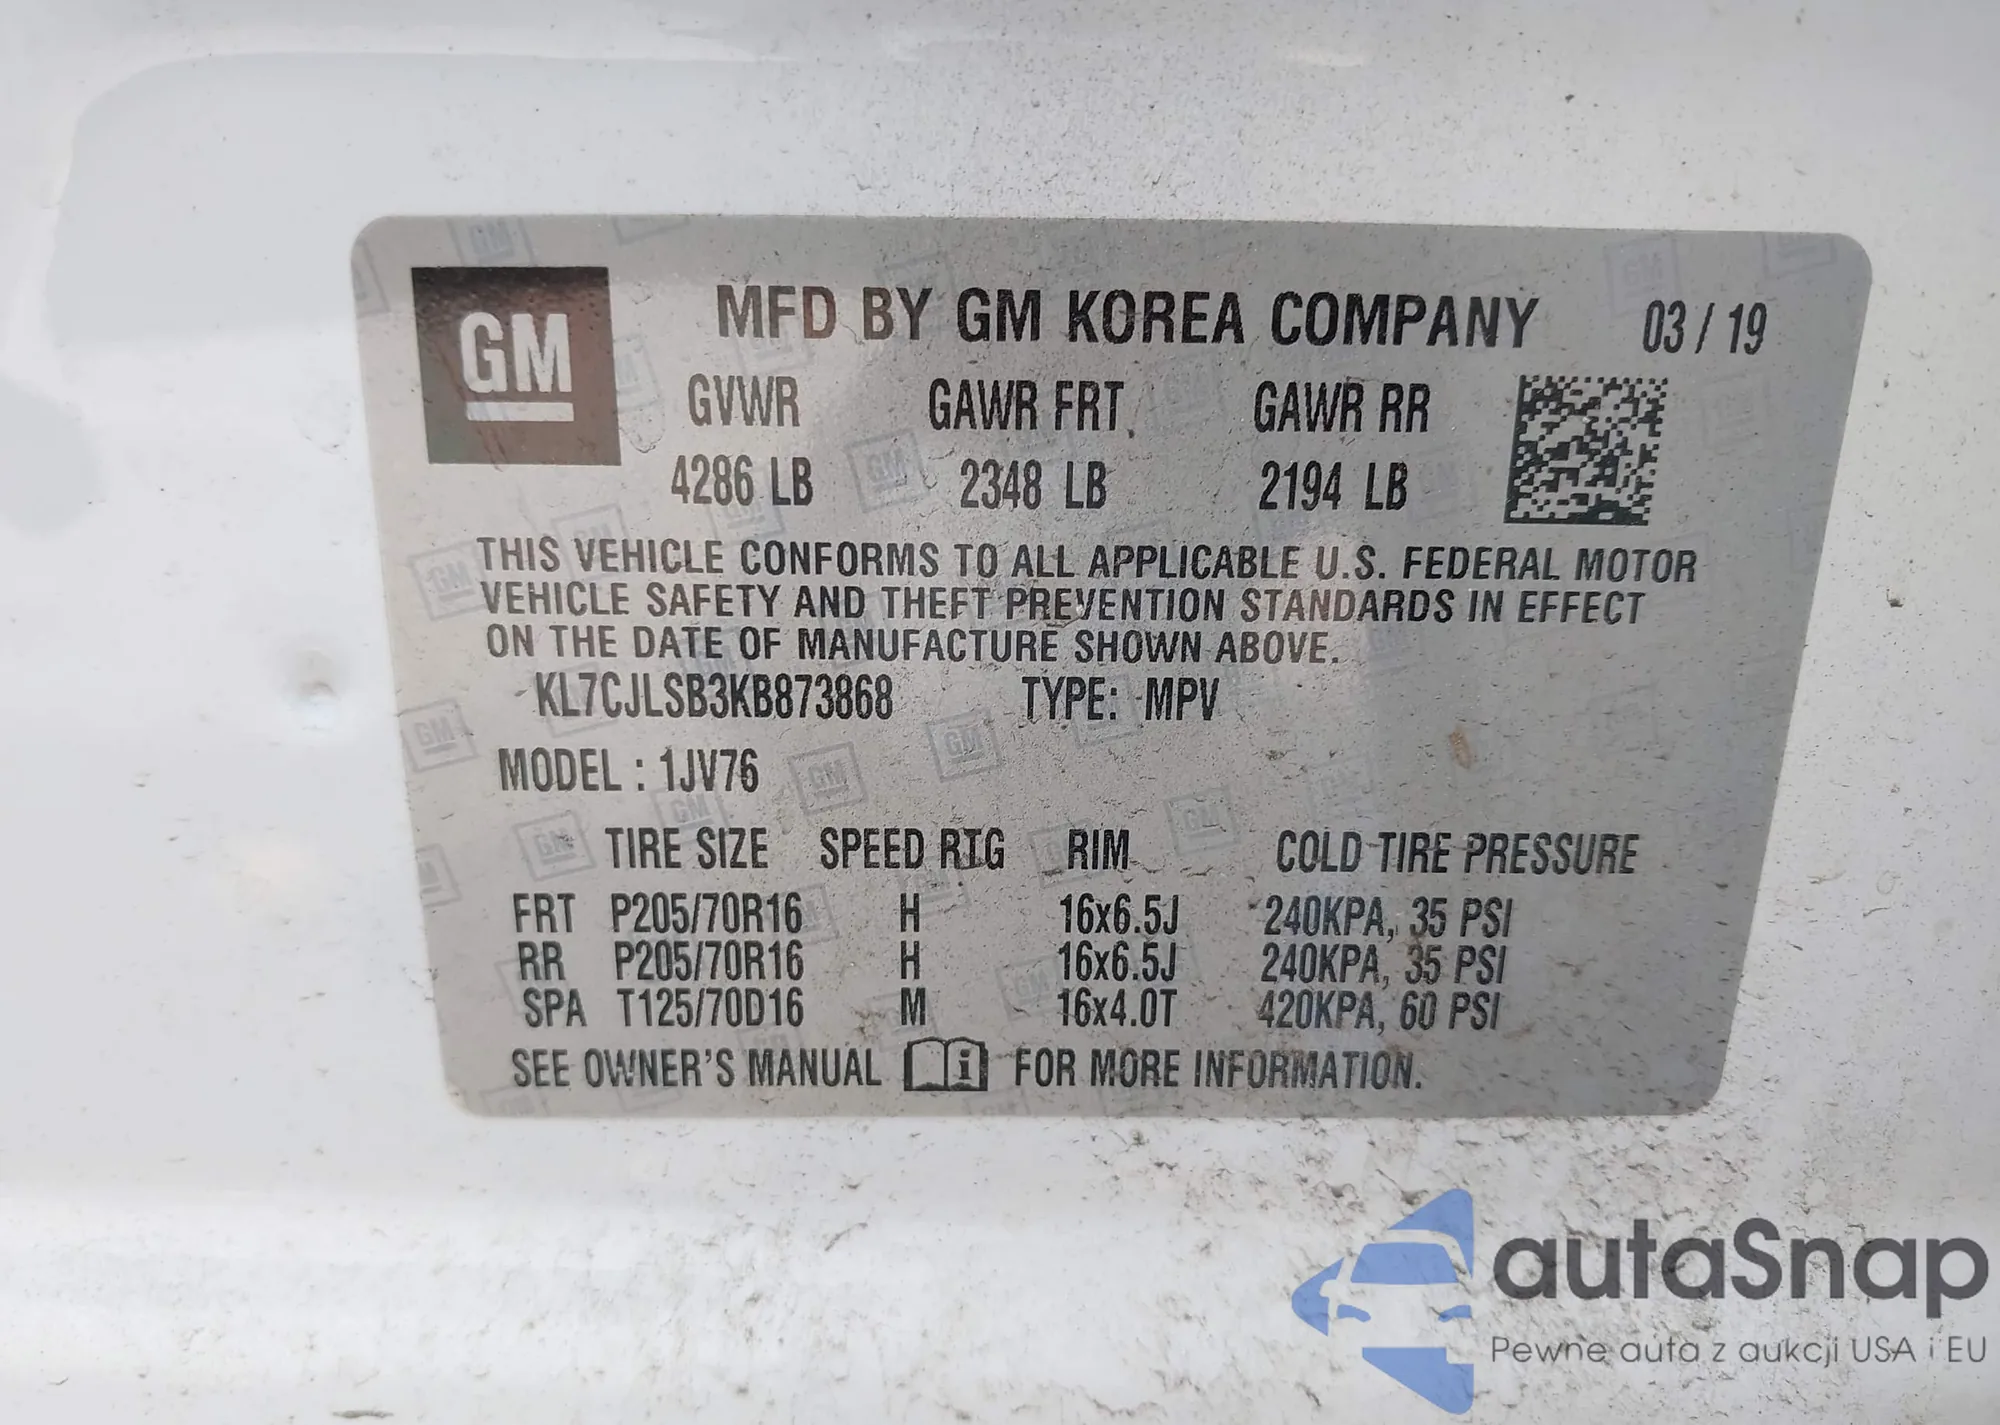 GM MFD BY GM KOREA COMPANY 03 / 19
GVWR GAWR FRT GAWR RR
4286 LB 2348 LB 2194 LB
THIS VEHICLE CONFORMS TO ALL APPLICABLE U.S. FEDERAL MOTOR
VEHICLE SAFETY AND THEFT PREVENTION STANDARDS IN EFFECT
ON THE DATE OF MANUFACTURE SHOWN ABOVE.
KL7CJLSB3KB873868 TYPE: MPV
MODEL : 1JV76
TIRE SIZE SPEED RTG RIM COLD TIRE PRESSURE
FRT P205/70R16 H 16x6.5J 240KPA, 35 PSI
RR P205/70R16 H 16x6.5J 240KPA, 35 PSI
SPA T125/70D16 M 16x4.0T 420KPA, 60 PSI
SEE OWNER'S MANUAL i FOR MORE INFORMATION.
autaSnap
Pewne auta z aukcji USA i EU